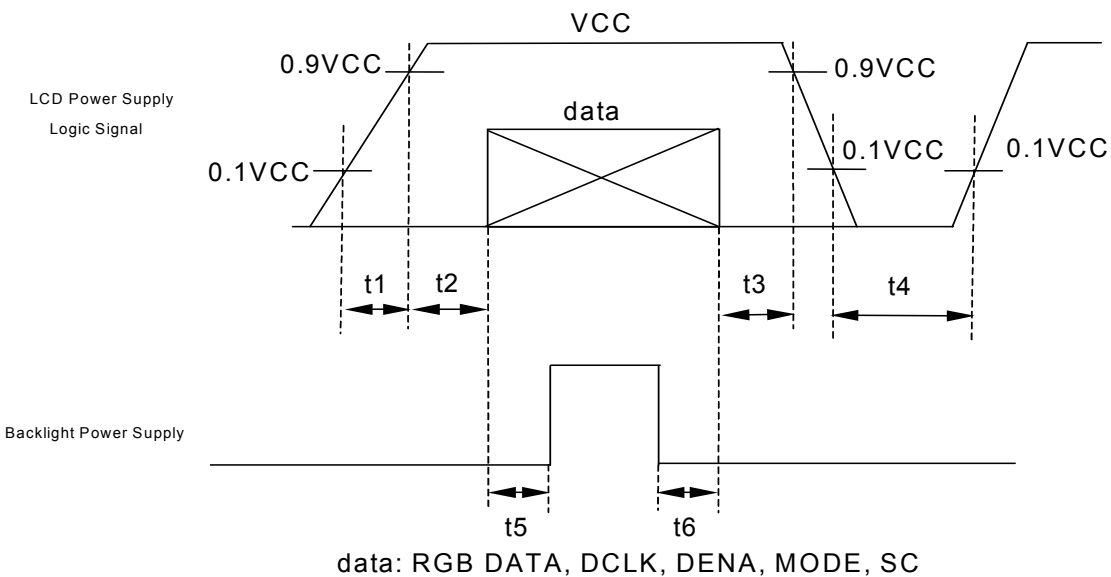 VCC
0.9VCC
0.9VCC
LCD Power Supply
Logic Signal
data
0.1VCC
0.1VCC
0.1VCC
t1
t2
t3
t4
Backlight Power Supply
t5
t6
data: RGB DATA, DCLK, DENA, MODE, SC